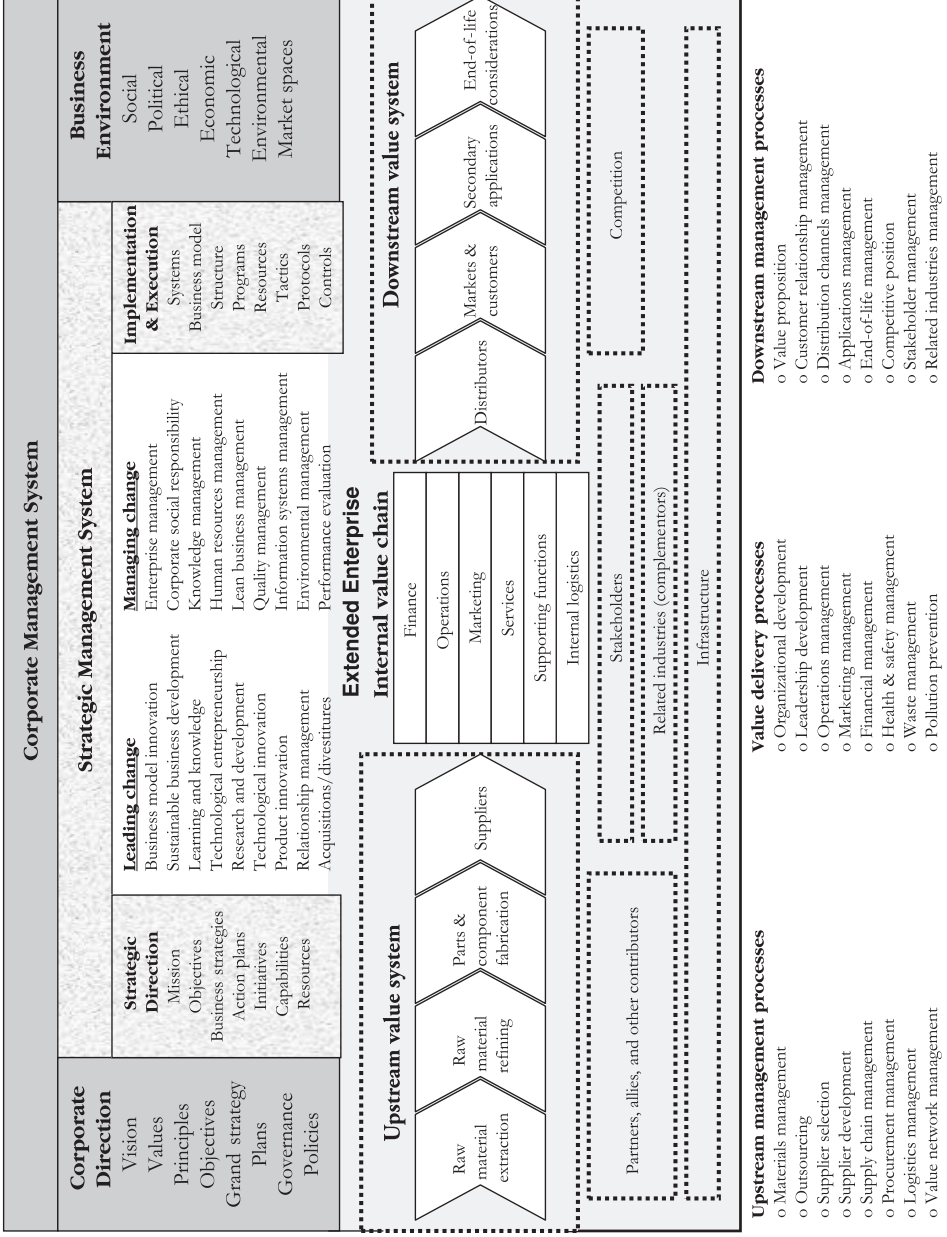 Corporate Management System
Strategic Management System
Corporate
Direction
Vision
Values
Principles
Objectives
Grand strategy
Plans
Governance
Policies
Strategic
Direction
Mission
Objectives
Business strategies
Action plans
Initiatives
Capabilities
Resources
Leading change
Business model innovation
Sustainable business development
Learning and knowledge
Technological entrepreneurship
Research and development
Technological innovation
Product innovation
Relationship management
Acquisitions/divestitures
Managing change
Enterprise management
Corporate social responsibility
Knowledge management
Human resources management
Lean business management
Quality management
Information systems management
Environmental management
Performance evaluation
Implementation
& Execution
Systems
Business model
Structure
Programs
Resources
Tactics
Protocols
Controls
Business
Environment
Social
Political
Ethical
Economic
Technological
Environmental
Market spaces
Extended Enterprise
Upstream value system
Raw
material
extraction
Raw
material
refining
Parts &
component
fabrication
Suppliers
Internal value chain
Finance
Operations
Marketing
Services
Supporting functions
Internal logistics
Downstream value system
Distributors
Markets &
customers
Secondary
applications
End-of-life
considerations
Partners, allies, and other contributors
Stakeholders
Related industries (complementors)
Competition
Infrastructure
Upstream management processes
o Materials management
o Outsourcing
o Supplier selection
o Supplier development
o Supply chain management
o Procurement management
o Logistics management
o Value network management
Value delivery processes
o Organizational development
o Leadership development
o Operations management
o Marketing management
o Financial management
o Health & safety management
o Waste management
o Pollution prevention
Downstream management processes
o Value proposition
o Customer relationship management
o Distribution channels management
o Applications management
o End-of-life management
o Competitive position
o Stakeholder management
o Related industries management